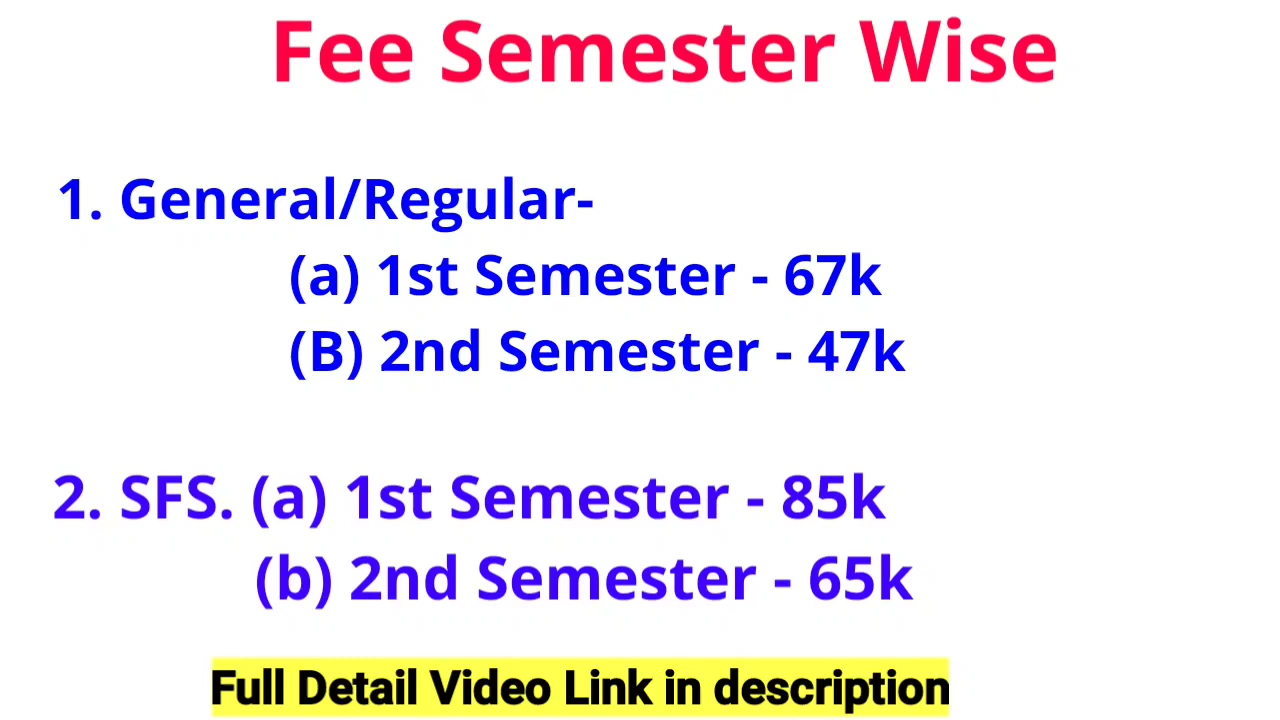 Fee Semester Wise
1. General/Regular-
(a) 1st Semester - 67k
(B) 2nd Semester - 47k
2. SFS. (a) 1st Semester - 85k
(b) 2nd Semester - 65k
Full Detail Video Link in description